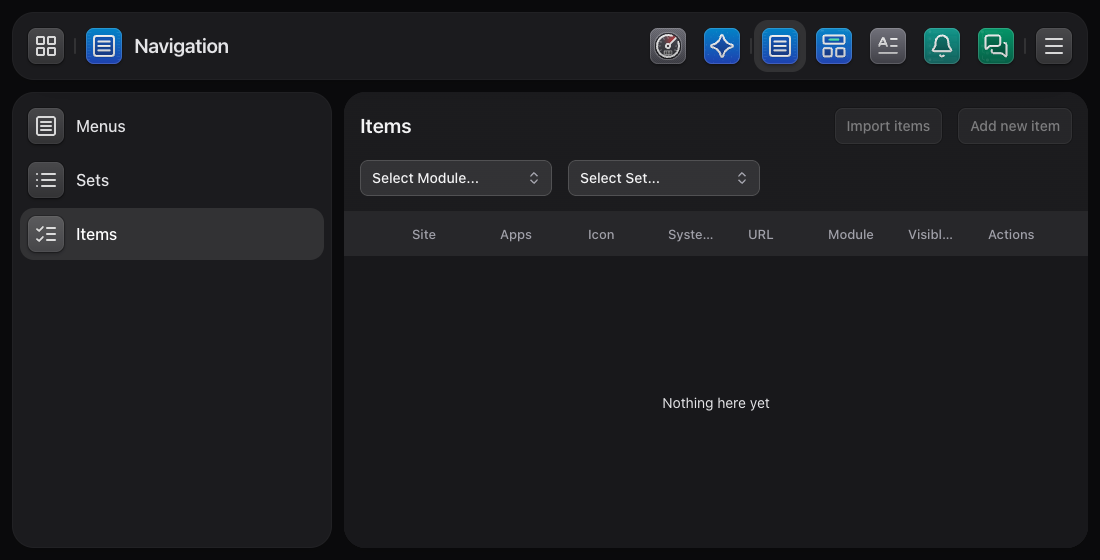 Navigation
Menus
Sets
Items
Items
Import items
Add new item
Select Module...
Select Set...
Site Apps Icon Syste... URL Module Visibl... Actions
Nothing here yet